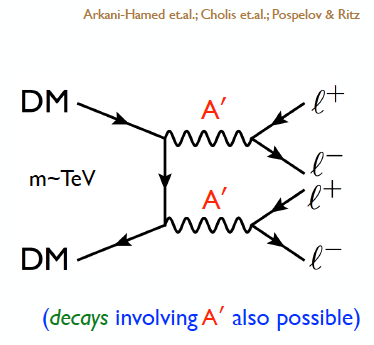 Arkani-Hamed et.al.; Cholis et.al.; Pospelov & Ritz
DM
A′
ℓ+
ℓ−
m~TeV
A′
ℓ+
DM
ℓ−
(decays involving A′ also possible)